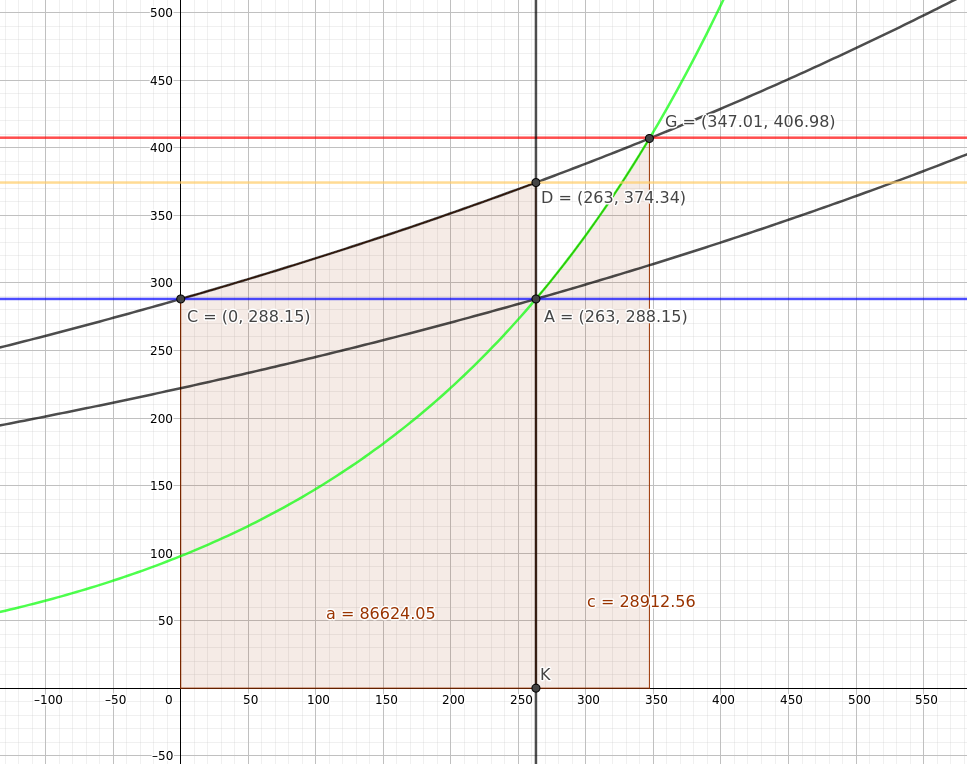 500
450
G = (347.01, 406.98)
400
350
D = (263, 374.34)
300
C = (0, 288.15)
A = (263, 288.15)
250
200
150
100
c = 28912.56
a = 86624.05
50
K
–100 –50 0 50 100 150 200 250 300 350 400 450 500 550
–50